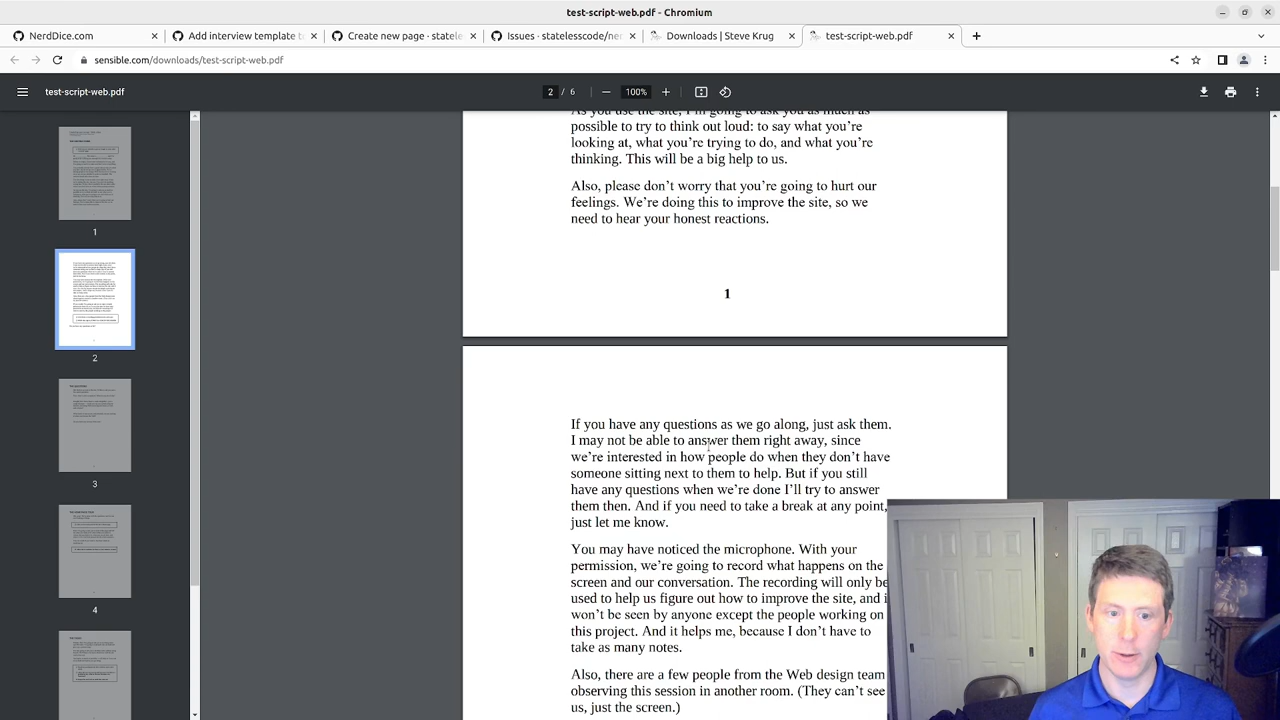 test-script-web.pdf - Chromium
NerdDice.com
Add interview template t
Create new page · statele
Issues · statelesscode/ner
Downloads | Steve Krug
test-script-web.pdf
sensible.com/downloads/test-script-web.pdf
test-script-web.pdf
2 / 6
100%
1
2
3
4
As you use the site, I'm going to ask you as much as
possible to try to think out loud: to say what you're
looking at, what you're trying to do, and what you're
thinking. This will be a big help to us.
Also, please don't worry that you're going to hurt our
feelings. We're doing this to improve the site, so we
need to hear your honest reactions.
1
If you have any questions as we go along, just ask them.
I may not be able to answer them right away, since
we're interested in how people do when they don't have
someone sitting next to them to help. But if you still
have any questions when we're done I'll try to answer
them then. And if you need to take a break at any point,
just let me know.
You may have noticed the microphone. With your
permission, we're going to record what happens on the
screen and our conversation. The recording will only be
used to help us figure out how to improve the site, and i
won't be seen by anyone except the people working on
this project. And it helps me, because I don't have to
take as many notes.
Also, there are a few people from the Web design team
observing this session in another room. (They can't see
us, just the screen.)